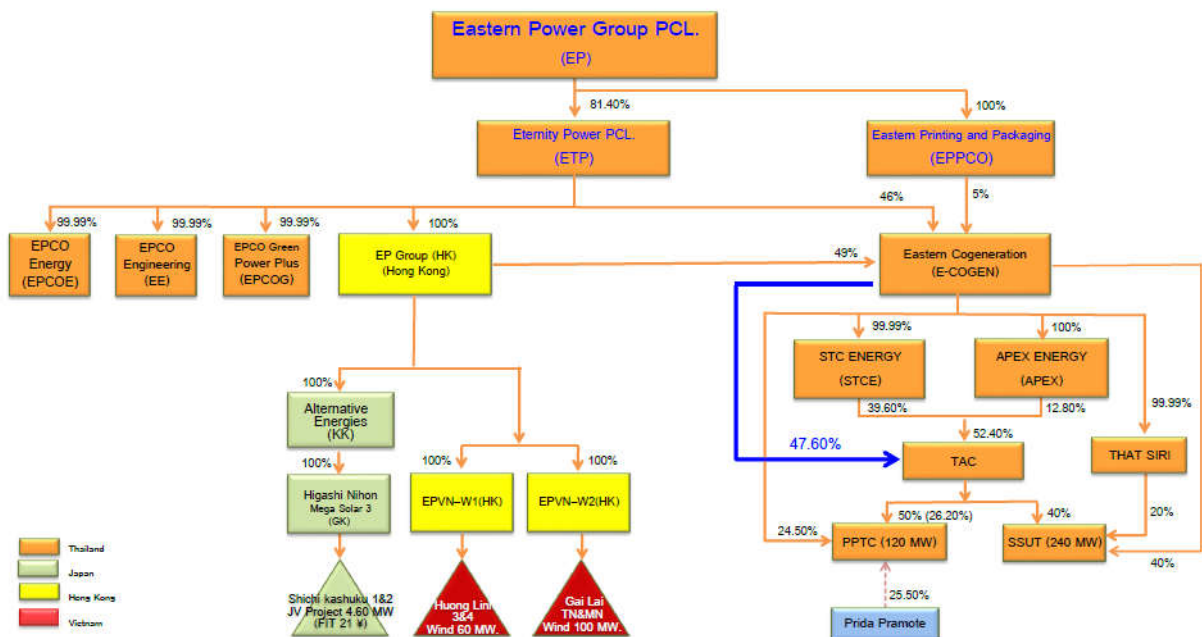 Eastern Power Group PCL.
(EP)
81.40%
100%
Eternity Power PCL.
(ETP)
Eastern Printing and Packaging
(EPPCO)
46%
5%
99.99%
99.99%
99.99%
100%
EPCO
Energy
(EPCOE)
EPCO
Engineering
(EE)
EPCO Green
Power Plus
(EPCOG)
EP Group (HK)
(Hong Kong)
49%
Eastern Cogeneration
(E-COGEN)
99.99%
100%
STC ENERGY
(STCE)
APEX ENERGY
(APEX)
100%
39.60%
12.80%
99.99%
Alternative
Energies
(KK)
47.60%
52.40%
TAC
THAT SIRI
100%
100%
100%
Higashi Nihon
Mega Solar 3
(GK)
EPVN–W1(HK)
EPVN–W2(HK)
50% (26.20%)
40%
20%
24.50%
PPTC (120 MW)
SSUT (240 MW)
40%
Thailand
Japan
Hong Kong
Vietnam
Shichi kashuku 1&2
JV Project 4.60 MW
(FIT 21 ¥)
Huong Linh
3&4
Wind 60 MW.
Gai Lai
TN&MN
Wind 100 MW.
25.50%
Prida Pramote